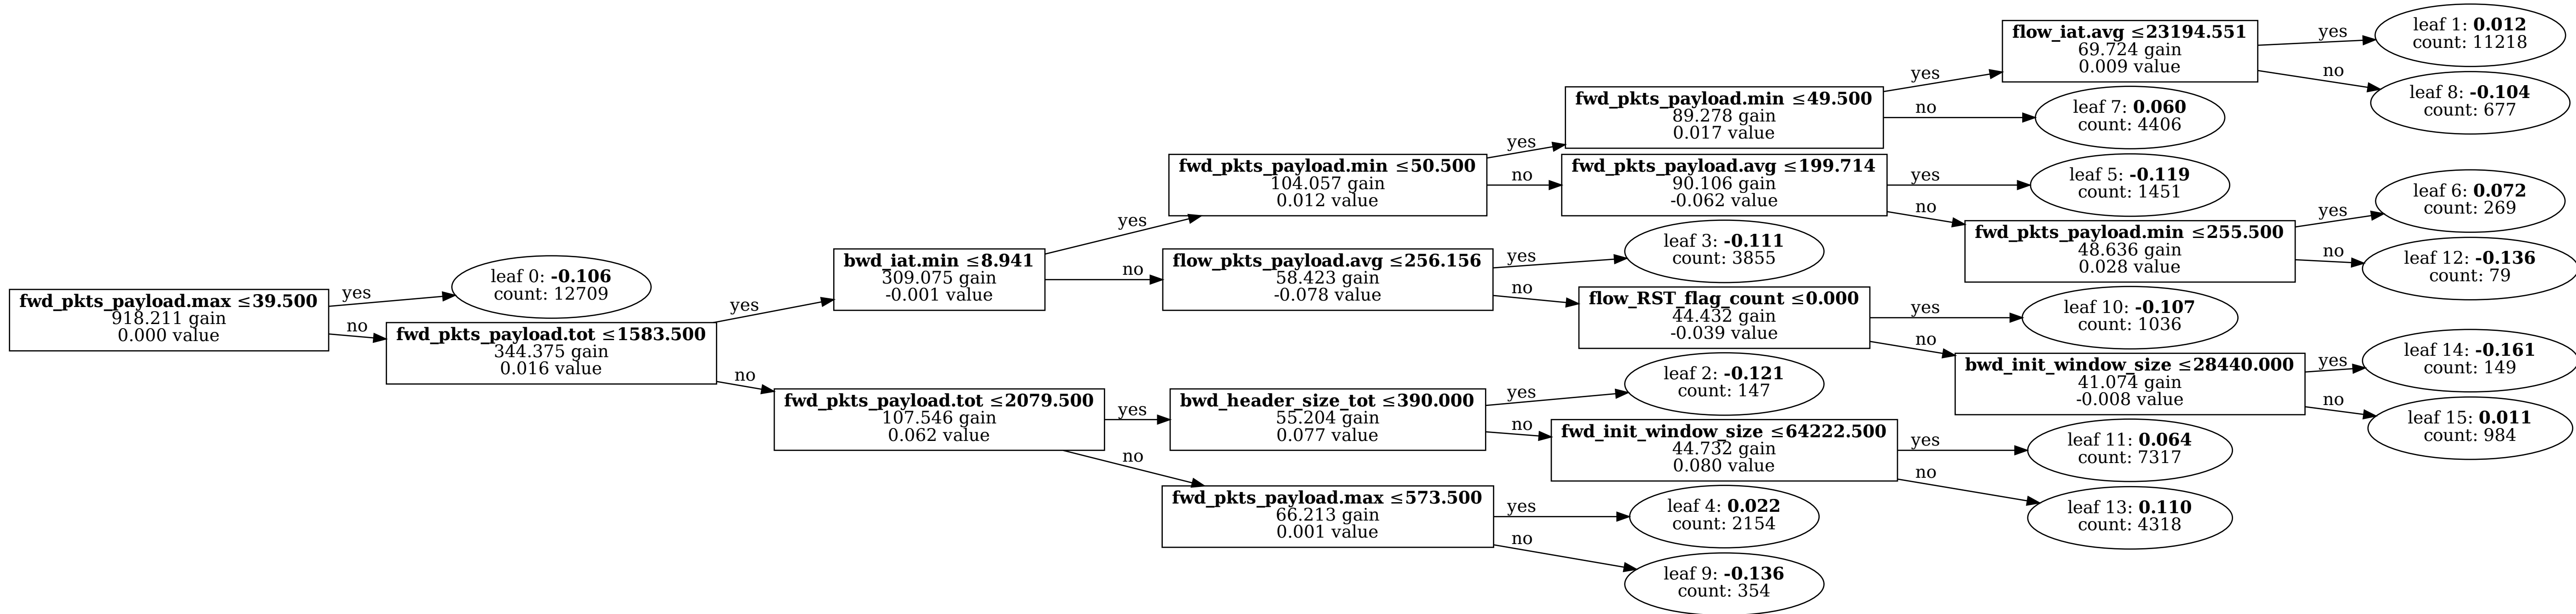 fwd_pkts_payload.max ≤39.500
918.211 gain
0.000 value
yes
no
leaf 0: -0.106
count: 12709
fwd_pkts_payload.tot ≤1583.500
344.375 gain
0.016 value
yes
no
bwd_iat.min ≤8.941
309.075 gain
-0.001 value
yes
no
fwd_pkts_payload.tot ≤2079.500
107.546 gain
0.062 value
yes
no
fwd_pkts_payload.min ≤50.500
104.057 gain
0.012 value
yes
no
flow_pkts_payload.avg ≤256.156
58.423 gain
-0.078 value
yes
no
bwd_header_size_tot ≤390.000
55.204 gain
0.077 value
yes
no
fwd_pkts_payload.max ≤573.500
66.213 gain
0.001 value
yes
no
fwd_pkts_payload.min ≤49.500
89.278 gain
0.017 value
yes
no
fwd_pkts_payload.avg ≤199.714
90.106 gain
-0.062 value
yes
no
leaf 3: -0.111
count: 3855
flow_RST_flag_count ≤0.000
44.432 gain
-0.039 value
yes
no
leaf 2: -0.121
count: 147
fwd_init_window_size ≤64222.500
44.732 gain
0.080 value
yes
no
leaf 4: 0.022
count: 2154
leaf 9: -0.136
count: 354
flow_iat.avg ≤23194.551
69.724 gain
0.009 value
yes
no
leaf 7: 0.060
count: 4406
leaf 5: -0.119
count: 1451
fwd_pkts_payload.min ≤255.500
48.636 gain
0.028 value
yes
no
leaf 10: -0.107
count: 1036
bwd_init_window_size ≤28440.000
41.074 gain
-0.008 value
yes
no
leaf 11: 0.064
count: 7317
leaf 13: 0.110
count: 4318
leaf 1: 0.012
count: 11218
leaf 8: -0.104
count: 677
leaf 6: 0.072
count: 269
leaf 12: -0.136
count: 79
leaf 14: -0.161
count: 149
leaf 15: 0.011
count: 984